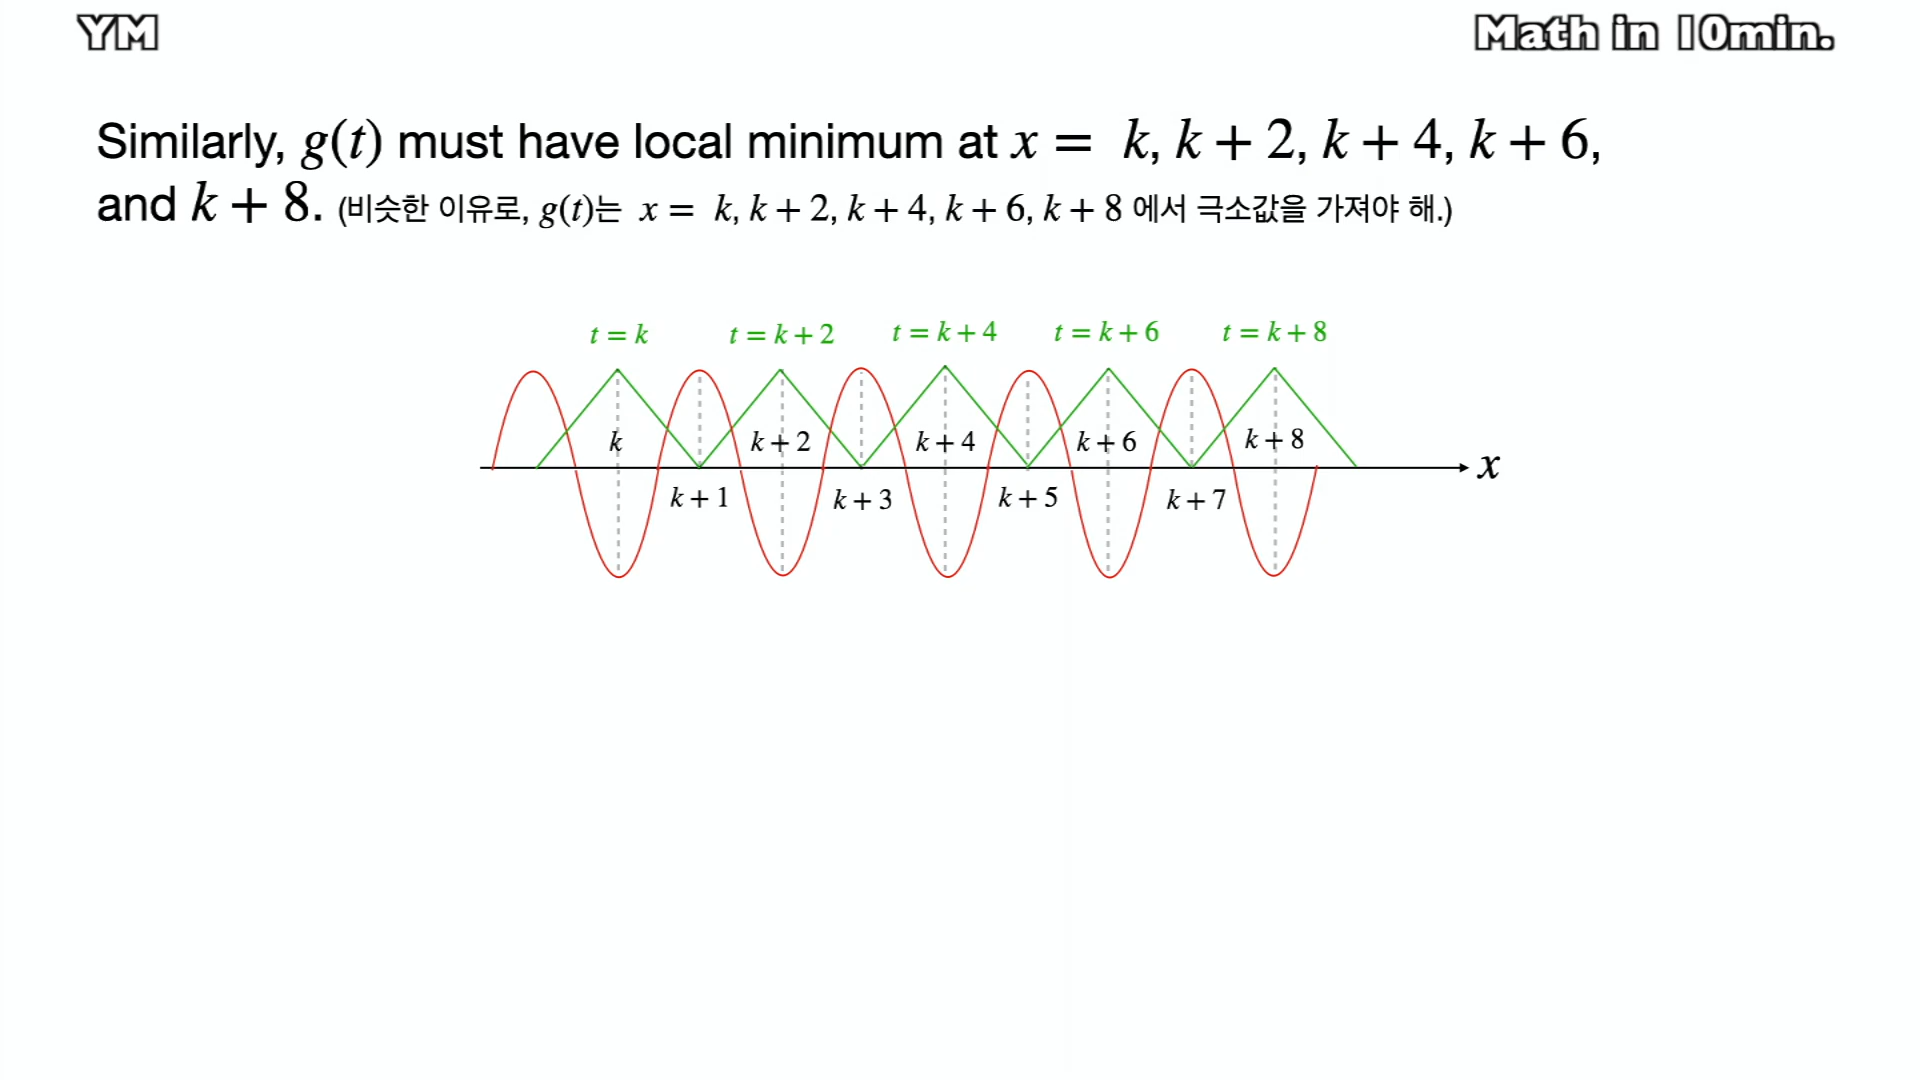 YM
Math in 10min.
Similarly, g(t) must have local minimum at x = k, k + 2, k + 4, k + 6,
and k + 8. (비슷한 이유로, g(t)는 x = k, k + 2, k + 4, k + 6, k + 8 에서 극소값을 가져야 해.)
t = k t = k + 2 t = k + 4 t = k + 6 t = k + 8
k k + 2 k + 4 k + 6 k + 8
x
k + 1 k + 3 k + 5 k + 7